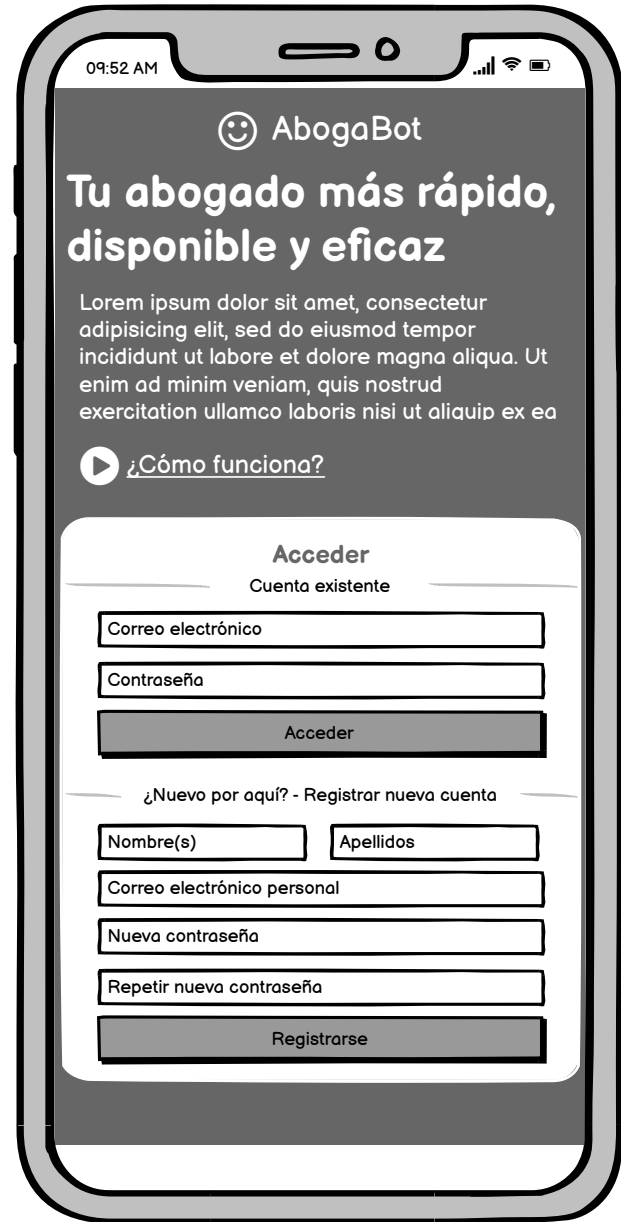 09:52 AM
AbogaBot
Tu abogado más rápido,
disponible y eficaz
Lorem ipsum dolor sit amet, consectetur
adipisicing elit, sed do eiusmod tempor
incididunt ut labore et dolore magna aliqua. Ut
enim ad minim veniam, quis nostrud
exercitation ullamco laboris nisi ut aliquip ex ea
¿Cómo funciona?
Acceder
Cuenta existente
Correo electrónico
Contraseña
Acceder
¿Nuevo por aquí? - Registrar nueva cuenta
Nombre(s) Apellidos
Correo electrónico personal
Nueva contraseña
Repetir nueva contraseña
Registrarse